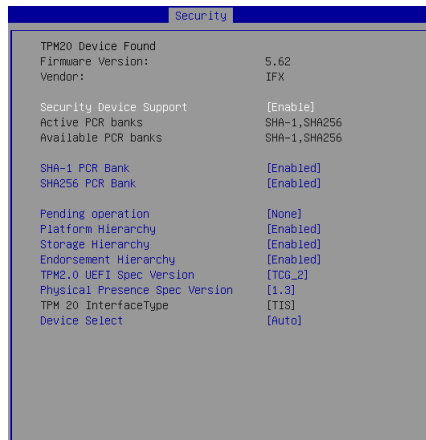 Security
TPM20 Device Found
Firmware Version: 5.62
Vendor: IFX
Security Device Support [Enable]
Active PCR banks SHA-1,SHA256
Available PCR banks SHA-1,SHA256
SHA-1 PCR Bank [Enabled]
SHA256 PCR Bank [Enabled]
Pending operation [None]
Platform Hierarchy [Enabled]
Storage Hierarchy [Enabled]
Endorsement Hierarchy [Enabled]
TPM2.0 UEFI Spec Version [TCG_2]
Physical Presence Spec Version [1.3]
TPM 20 InterfaceType [TIS]
Device Select [Auto]